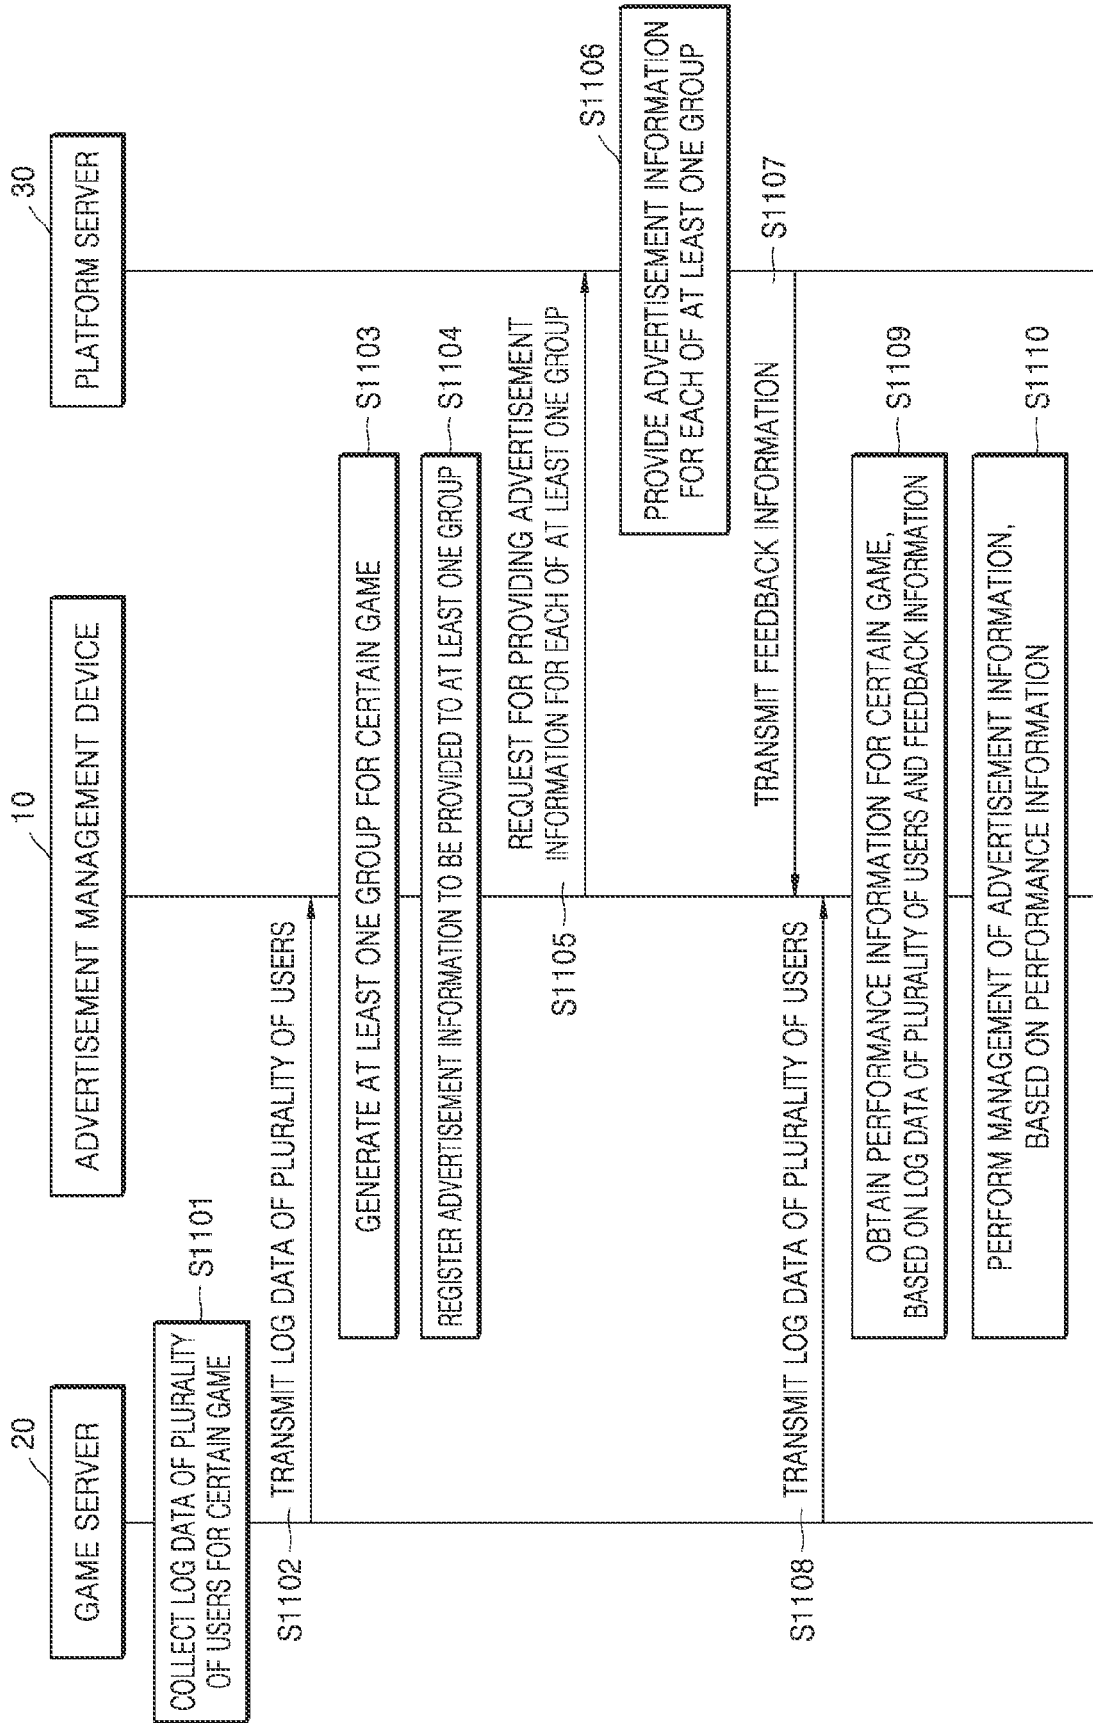 20
GAME SERVER
10
ADVERTISEMENT MANAGEMENT DEVICE
30
PLATFORM SERVER
COLLECT LOG DATA OF PLURALITY
OF USERS FOR CERTAIN GAME
S1101
S1102
TRANSMIT LOG DATA OF PLURALITY OF USERS
GENERATE AT LEAST ONE GROUP FOR CERTAIN GAME
S1103
REGISTER ADVERTISEMENT INFORMATION TO BE PROVIDED TO AT LEAST ONE GROUP
S1104
REQUEST FOR PROVIDING ADVERTISEMENT
INFORMATION FOR EACH OF AT LEAST ONE GROUP
S1105
S1106
PROVIDE ADVERTISEMENT INFORMATION
FOR EACH OF AT LEAST ONE GROUP
TRANSMIT FEEDBACK INFORMATION
S1107
S1108
TRANSMIT LOG DATA OF PLURALITY OF USERS
OBTAIN PERFORMANCE INFORMATION FOR CERTAIN GAME,
BASED ON LOG DATA OF PLURALITY OF USERS AND FEEDBACK INFORMATION
S1109
PERFORM MANAGEMENT OF ADVERTISEMENT INFORMATION,
BASED ON PERFORMANCE INFORMATION
S1110